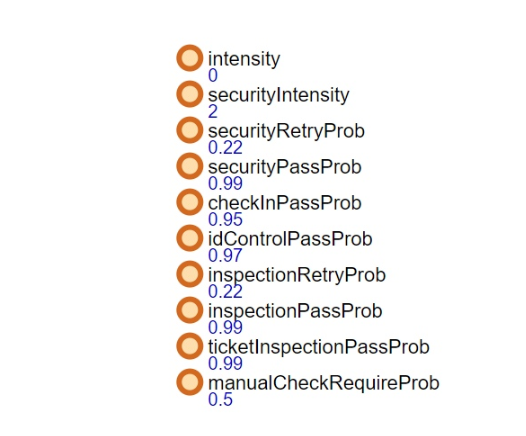 intensity
0
securityIntensity
2
securityRetryProb
0.22
securityPassProb
0.99
checkInPassProb
0.95
idControlPassProb
0.97
inspectionRetryProb
0.22
inspectionPassProb
0.99
ticketInspectionPassProb
0.99
manualCheckRequireProb
0.5